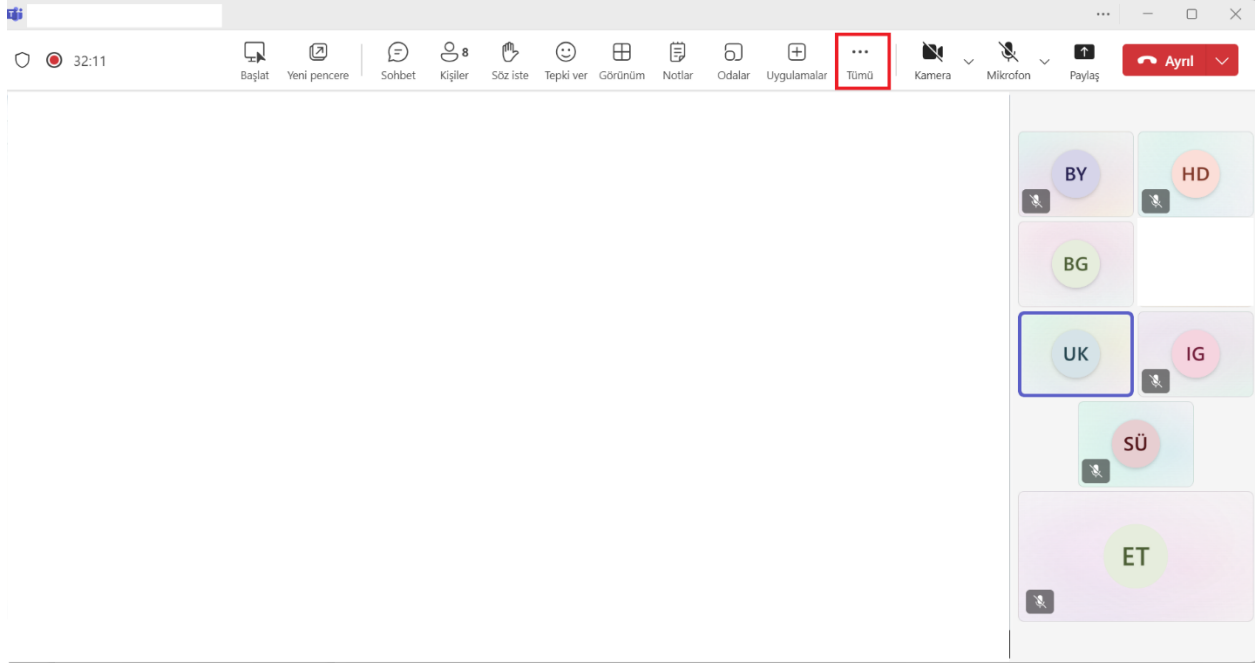 32:11
Başlat
Yeni pencere
Sohbet
8
Kişiler
Söz iste
Tepki ver
Görünüm
Notlar
Odalar
Uygulamalar
Tümü
Kamera
Mikrofon
Paylaş
Ayrıl
BY
HD
BG
UK
IG
SÜ
ET